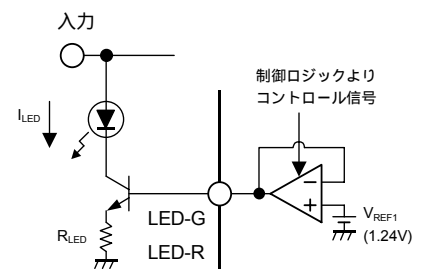 入力
制御ロジックより
コントロール信号
ILED
LED-G
LED-R
RLED
VREF1
(1.24V)